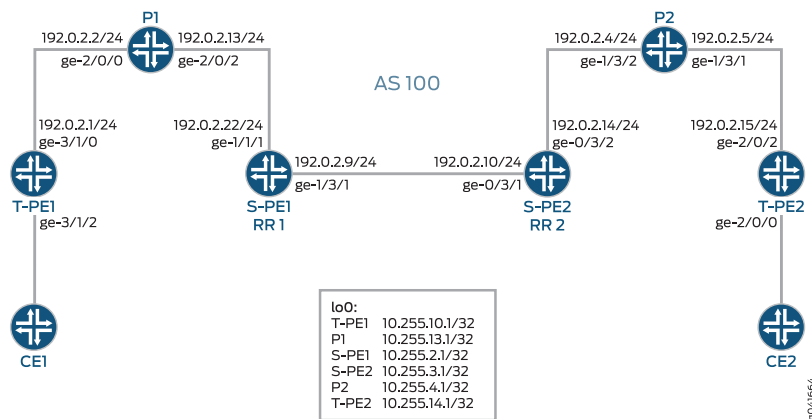 P1
P2
192.0.2.2/24
192.0.2.13/24
192.0.2.4/24
192.0.2.5/24
ge-2/0/0
ge-2/0/2
ge-1/3/2
ge-1/3/1
AS 100
192.0.2.1/24
192.0.2.22/24
192.0.2.14/24
192.0.2.15/24
ge-3/1/0
ge-1/1/1
ge-0/3/2
ge-2/0/2
192.0.2.9/24
192.0.2.10/24
ge-1/3/1
ge-0/3/1
T-PE1
S-PE1
S-PE2
T-PE2
RR 1
RR 2
ge-3/1/2
ge-2/0/0
CE1
CE2
lo0:
T-PE1 10.255.10.1/32
P1 10.255.13.1/32
S-PE1 10.255.2.1/32
S-PE2 10.255.3.1/32
P2 10.255.4.1/32
T-PE2 10.255.14.1/32
g041664